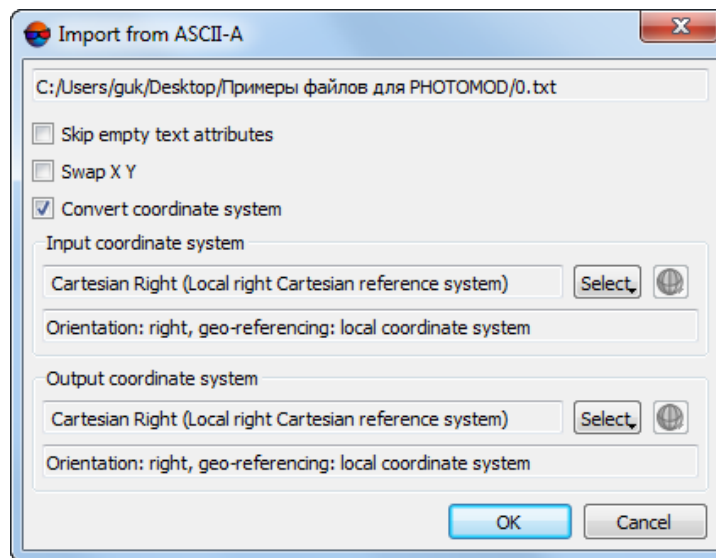 Import from ASCII-A
C:/Users/guk/Desktop/Примеры файлов для PHOTOMOD/0.txt
Skip empty text attributes
Swap X Y
Convert coordinate system
Input coordinate system
Cartesian Right (Local right Cartesian reference system) Select
Orientation: right, geo-referencing: local coordinate system
Output coordinate system
Cartesian Right (Local right Cartesian reference system) Select
Orientation: right, geo-referencing: local coordinate system
OK Cancel